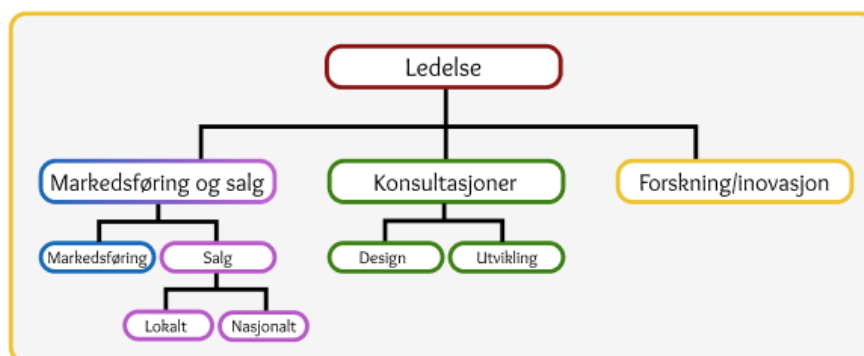 Ledelse
Markedsføring og salg
Konsultasjoner
Forskning/inovasjon
Markedsføring
Salg
Design
Utvikling
Lokalt
Nasjonalt